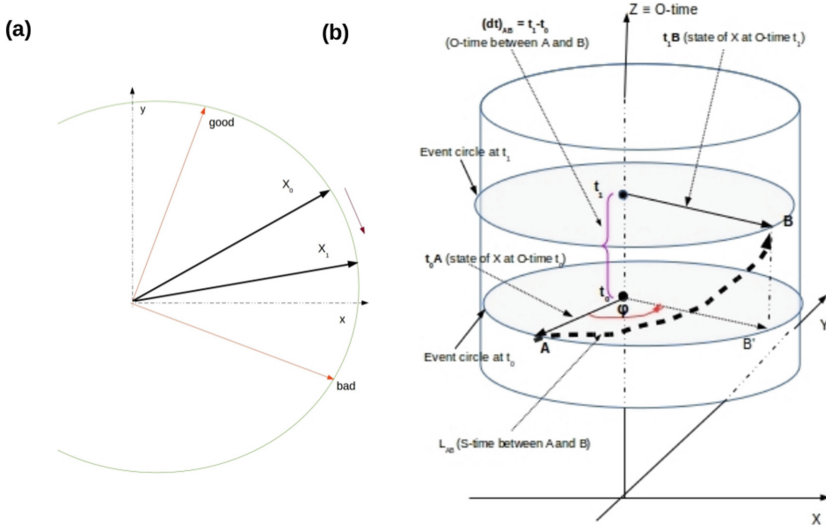 (a)
y
good
X₀
X₁
x
bad
(b)
Z ≡ O-time
(dt)AB = t₁-t₀
(O-time between A and B)
t₁B (state of X at O-time t₁)
Event circle at t₁
t₁
B
t₀A (state of X at O-time t₀)
t₀
φ
A
B'
Y
Event circle at t₀
LAB (S-time between A and B)
X